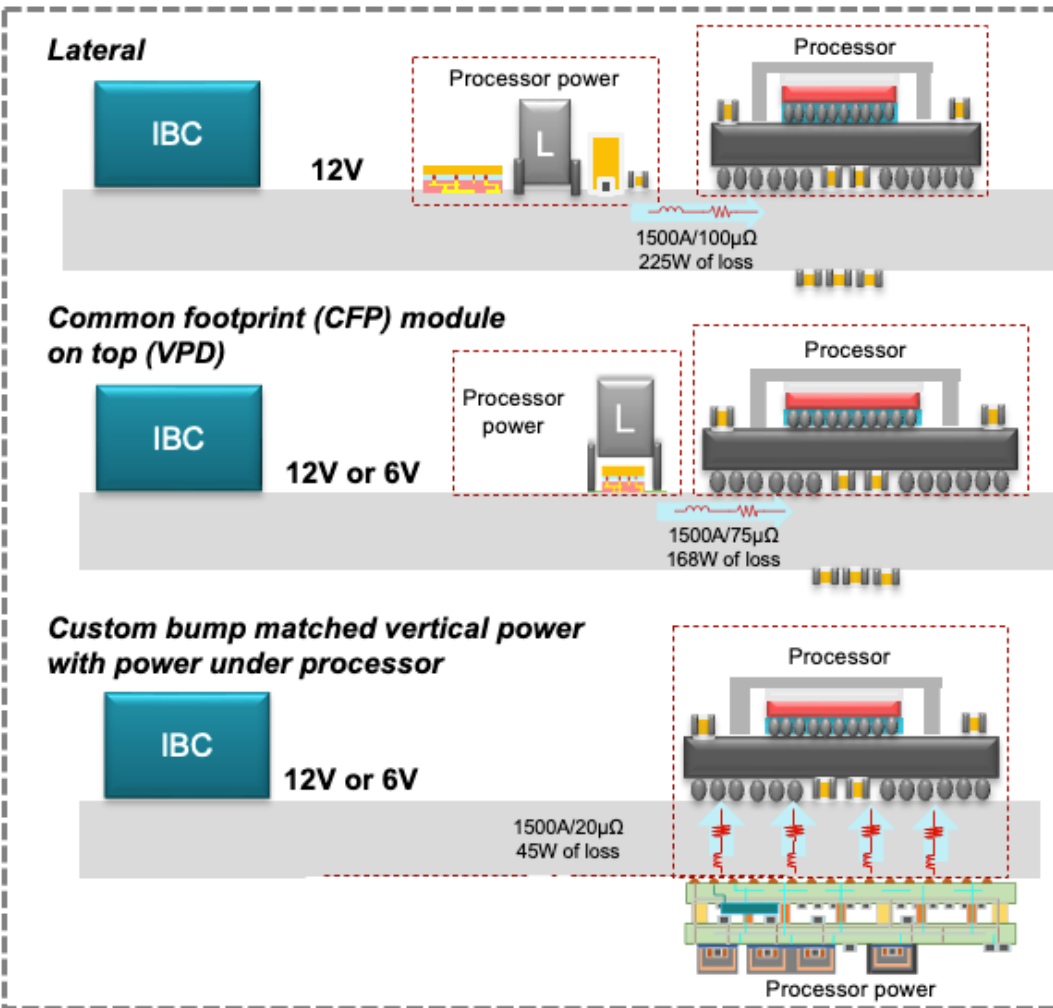 Lateral
IBC
12V
Processor power
L
Processor
1500A/100µΩ
225W of loss
Common footprint (CFP) module
on top (VPD)
IBC
12V or 6V
Processor
power
L
Processor
1500A/75µΩ
168W of loss
Custom bump matched vertical power
with power under processor
IBC
12V or 6V
Processor
1500A/20µΩ
45W of loss
Processor power